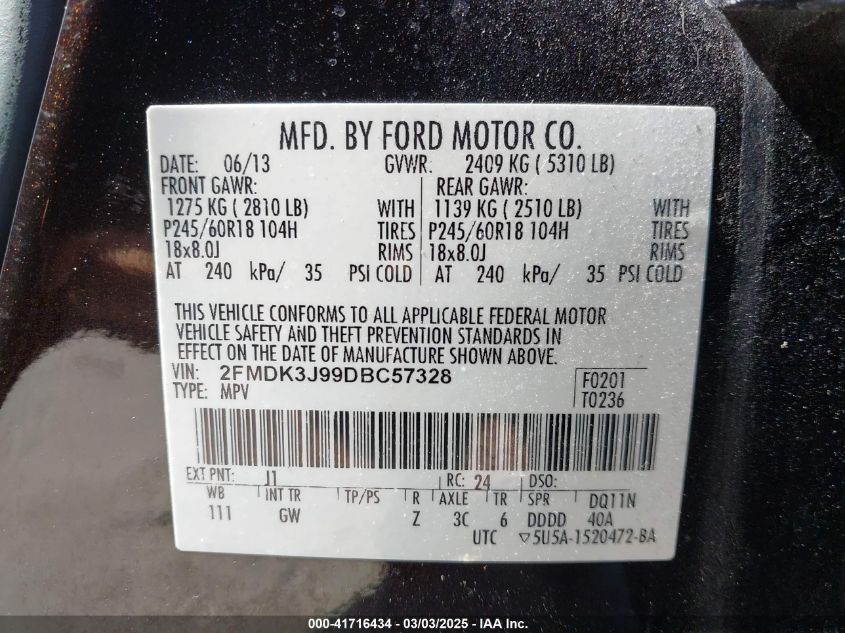 MFD. BY FORD MOTOR CO.
DATE: 06/13 GVWR: 2409 KG ( 5310 LB)
FRONT GAWR: REAR GAWR:
1275 KG ( 2810 LB) WITH 1139 KG ( 2510 LB) WITH
P245/60R18 104H TIRES P245/60R18 104H TIRES
18x8.0J RIMS 18x8.0J RIMS
AT 240 kPa/ 35 PSI COLD AT 240 kPa/ 35 PSI COLD
THIS VEHICLE CONFORMS TO ALL APPLICABLE FEDERAL MOTOR
VEHICLE SAFETY AND THEFT PREVENTION STANDARDS IN
EFFECT ON THE DATE OF MANUFACTURE SHOWN ABOVE.
VIN: 2FMDK3J99DBC57328 F0201
TYPE: MPV T0236
EXT PNT: J1 RC: 24 DSO:
WB INT TR TP/PS R AXLE TR SPR DQ11N
111 GW Z 3C 6 DDDD 40A
UTC ▽5U5A-1520472-BA
000-41716434 — 03/03/2025 — IAA Inc.